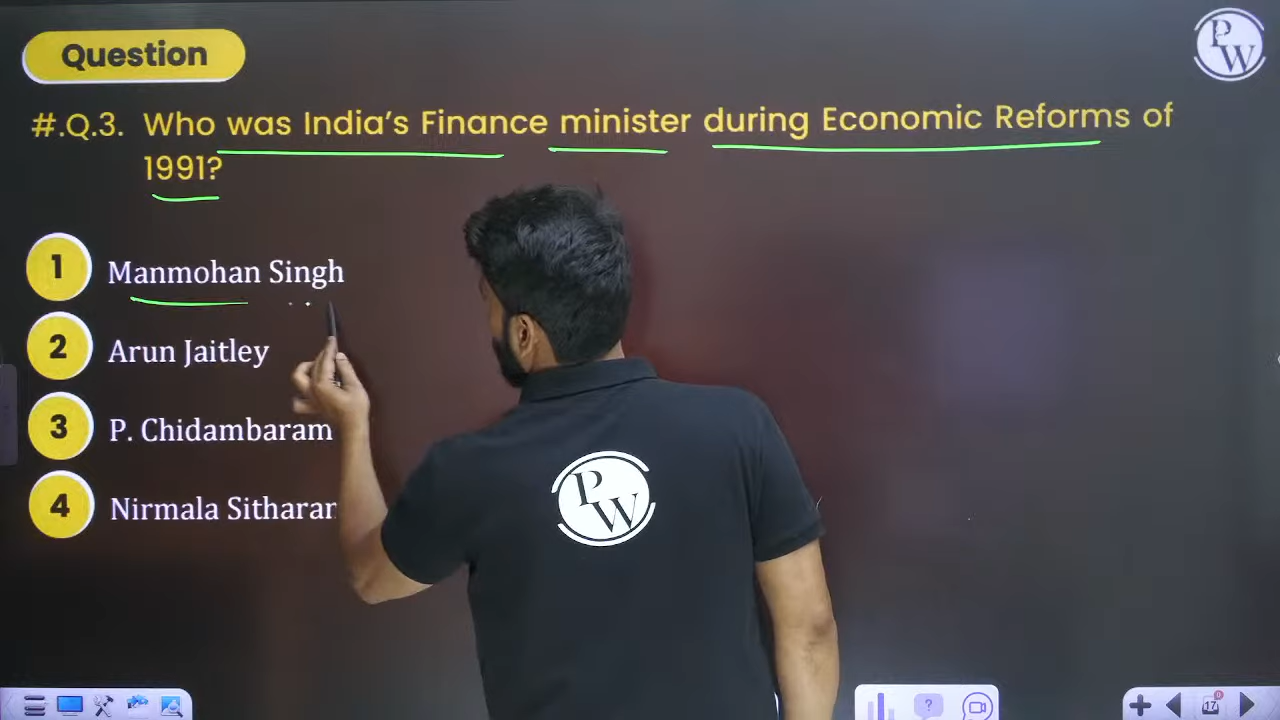 Question
P
W
#.Q.3. Who was India's Finance minister during Economic Reforms of
1991?
1 Manmohan Singh
2 Arun Jaitley
3 P. Chidambaram
4
Nirmala
P
W
17